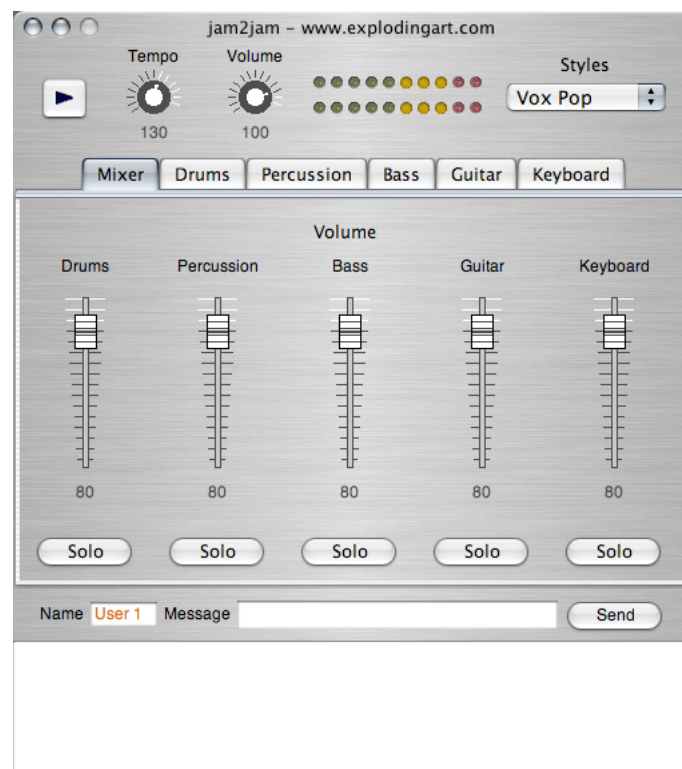 jam2jam – www.explodingart.com
Tempo Volume
Styles
Vox Pop
130 100
Mixer Drums Percussion Bass Guitar Keyboard
Volume
Drums Percussion Bass Guitar Keyboard
80 80 80 80 80
Solo Solo Solo Solo Solo
Name User 1 Message Send